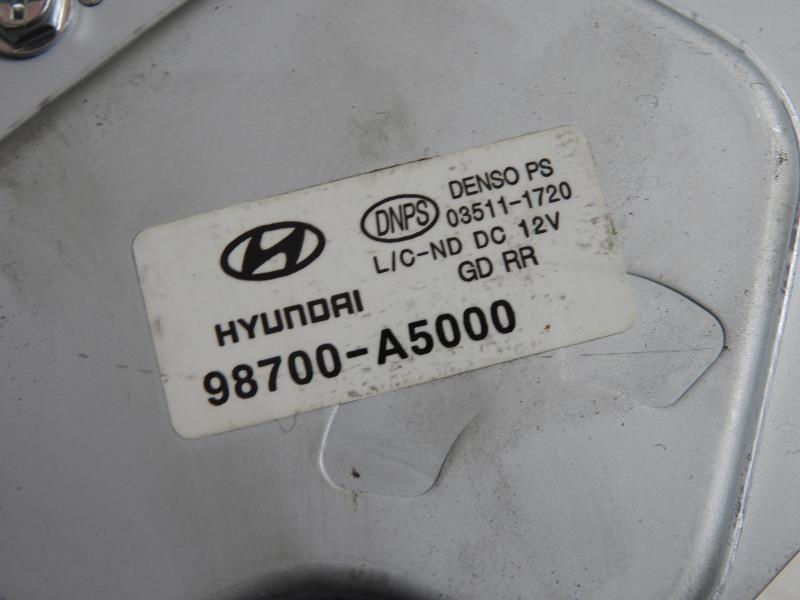 DNPS
DENSO PS
03511-1720
L/C-ND DC 12V
GD RR
HYUNDAI
98700-A5000